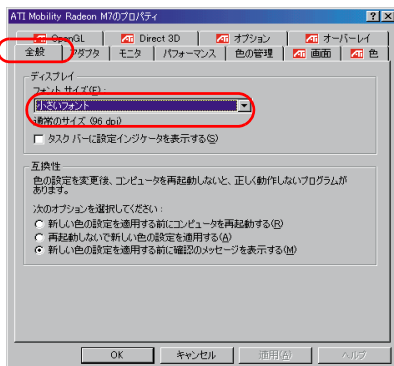 ATI Mobility Radeon M7のプロパティ
OpenGL Direct 3D オプション オーバーレイ
全般 アダプタ モニタ パフォーマンス 色の管理 画面 色
ディスプレイ
フォント サイズ(F):
小さいフォント
通常のサイズ (96 dpi)
タスク バーに設定インジケータを表示する(S)
互換性
色の設定を変更後、コンピュータを再起動しないと、正しく動作しないプログラムが
あります。
次のオプションを選択してください:
新しい色の設定を適用する前にコンピュータを再起動する(R)
再起動しないで新しい色の設定を適用する(A)
新しい色の設定を適用する前に確認のメッセージを表示する(M)
OK キャンセル 適用(A) ヘルプ